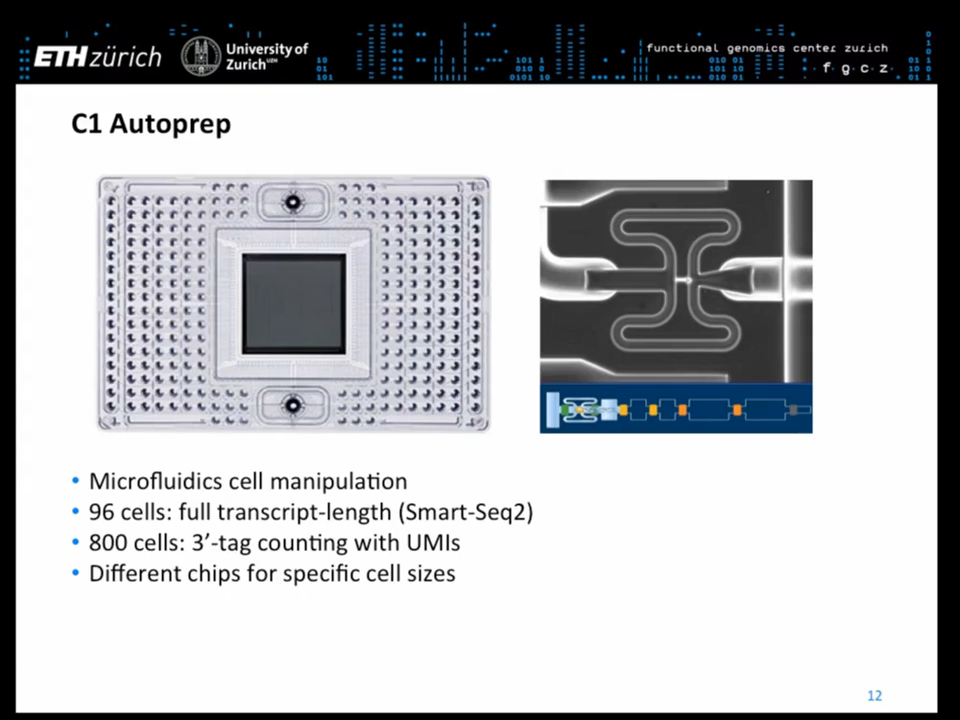 ETH zürich
University of
Zurich UZH
functional genomics center zurich
f·g·c·z·
C1 Autoprep
• Microfluidics cell manipulation
• 96 cells: full transcript-length (Smart-Seq2)
• 800 cells: 3’-tag counting with UMIs
• Different chips for specific cell sizes
12